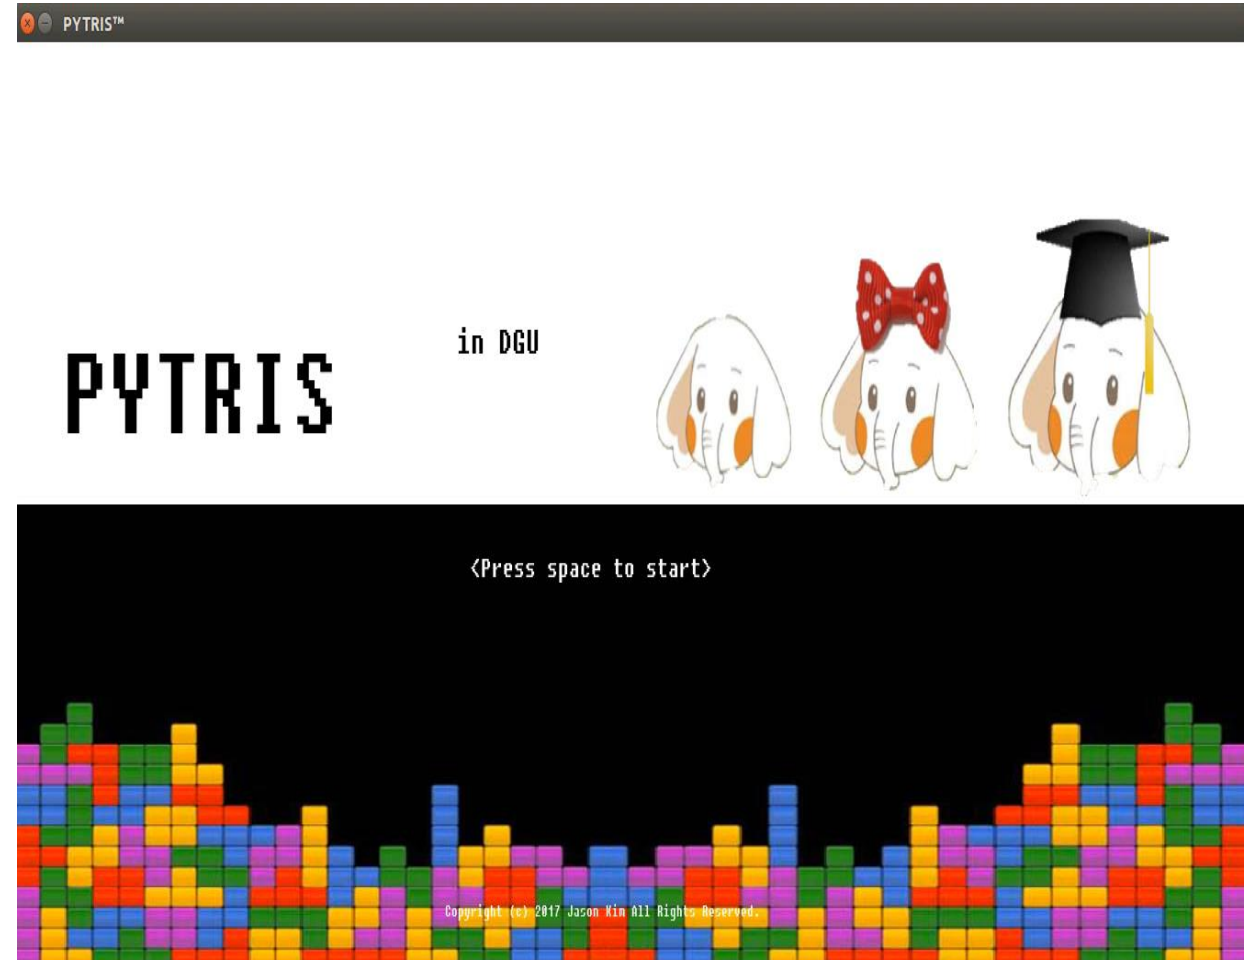 PYTRIS™
in DGU
PYTRIS
<Press space to start>
Copyright (c) 2017 Jason Kim All Rights Reserved.